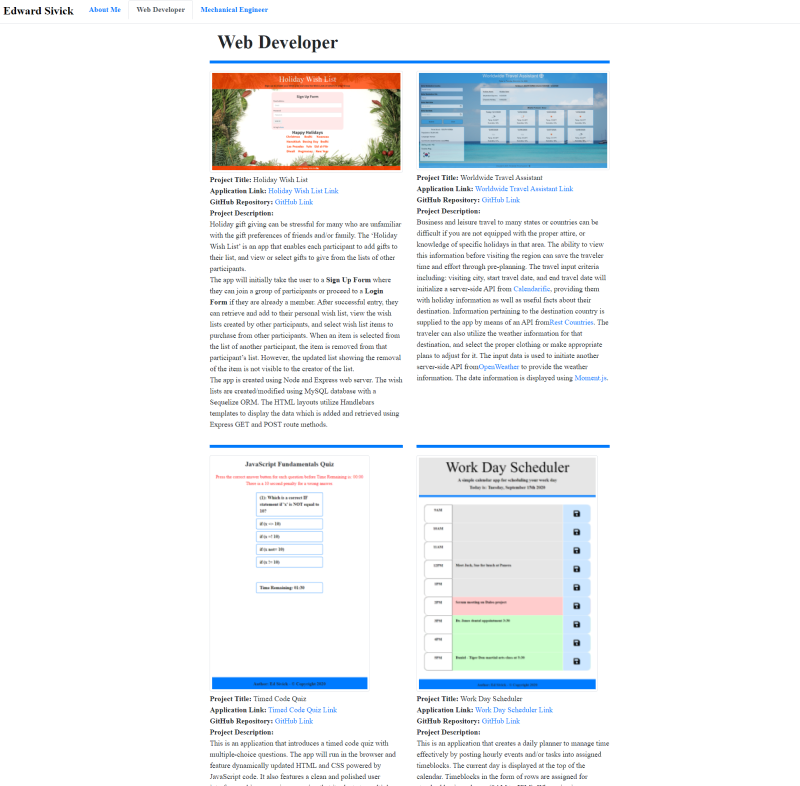 Edward Sivick
About Me
Web Developer
Mechanical Engineer
Web Developer
Holiday Wish List
Sign Up Form
Happy Holidays
Project Title: Holiday Wish List
Application Link: Holiday Wish List Link
GitHub Repository: GitHub Link
Project Description:
Holiday gift giving can be stressful for many who are unfamiliar
with the gift preferences of friends and/or family. The 'Holiday
Wish List' is an app that enables each participant to add gifts to
their list, and view or select gifts to give from the lists of other
participants.
The app will initially take the user to a Sign Up Form where
they can join a group of participants or proceed to a Login
Form if they are already a member. After successful entry, they
can retrieve and add to their personal wish list, view the wish
lists created by other participants, and select wish list items to
purchase from other participants. When an item is selected from
the list of another participant, the item is removed from that
participant's list. However, the updated list showing the removal
of the item is not visible to the creator of the list.
The app is created using Node and Express web server. The wish
lists are created/modified using MySQL database with a
Sequelize ORM. The HTML layouts utilize Handlebars
templates to display the data which is added and retrieved using
Express GET and POST route methods.
Worldwide Travel Assistant
Project Title: Worldwide Travel Assistant
Application Link: Worldwide Travel Assistant Link
GitHub Repository: GitHub Link
Project Description:
Business and leisure travel to many states or countries can be
difficult if you are not equipped with the proper attire, or
knowledge of specific holidays in that area. The ability to view
this information before visiting the region can save the traveler
time and effort through pre-planning. The travel input criteria
including: visiting city, start travel date, and end travel date will
initialize a server-side API from Calendarific, providing them
with holiday information as well as useful facts about their
destination. Information pertaining to the destination country is
supplied to the app by means of an API fromRest Countries. The
traveler can also utilize the weather information for that
destination, and select the proper clothing or make appropriate
plans to adjust for it. The input data is used to initiate another
server-side API fromOpenWeather to provide the weather
information. The date information is displayed using Moment.js.
JavaScript Fundamentals Quiz
Press the correct answer button for each question before Time Remaining is: 00:00
There is a 10 second penalty for a wrong answer.
(1): Which is a correct IF
statement if 'x' is NOT equal to
10?
if (x == 10)
if (x <! 10)
if (x not= 10)
if (x != 10)
Time Remaining: 01:59
Project Title: Timed Code Quiz
Application Link: Timed Code Quiz Link
GitHub Repository: GitHub Link
Project Description:
This is an application that introduces a timed code quiz with
multiple-choice questions. The app will run in the browser and
feature dynamically updated HTML and CSS powered by
JavaScript code. It also features a clean and polished user
Work Day Scheduler
A simple calendar app for scheduling your work day
Today is: Tuesday, September 15th 2020
9AM
10AM
11AM
12PM
1PM
2PM
3PM
4PM
5PM
Project Title: Work Day Scheduler
Application Link: Work Day Scheduler Link
GitHub Repository: GitHub Link
Project Description:
This is an application that creates a daily planner to manage time
effectively by posting hourly events and/or tasks into assigned
timeblocks. The current day is displayed at the top of the
calendar. Timeblocks in the form of rows are assigned for